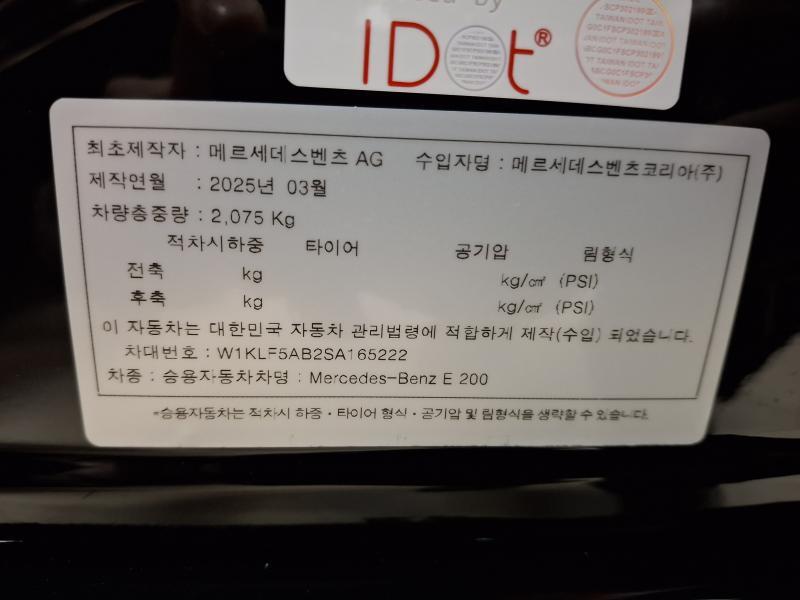 by
IDot®
최초제작자 : 메르세데스벤츠 AG 수입자명 : 메르세데스벤츠코리아(주)
제작연월 : 2025년 03월
차량총중량 : 2,075 Kg
적차시하중 타이어 공기압 림형식
전축 kg kg/㎠ (PSI)
후축 kg kg/㎠ (PSI)
이 자동차는 대한민국 자동차 관리법령에 적합하게 제작(수입) 되었습니다.
차대번호 : W1KLF5AB2SA165222
차종 : 승용자동차차명 : Mercedes-Benz E 200
*승용자동차는 적차시 하중·타이어 형식·공기압 및 림형식을 생략할 수 있습니다.